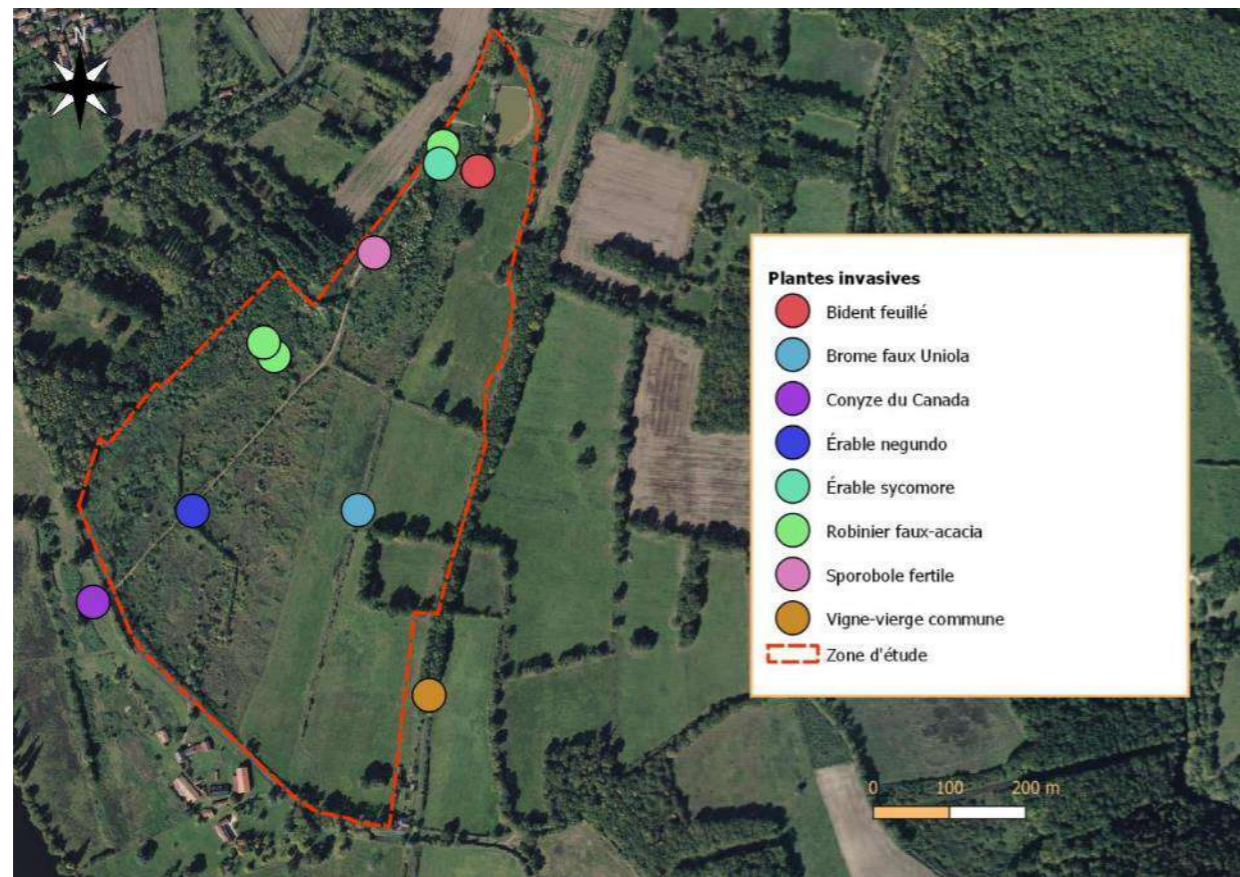 N
Plantes invasives
Bident feuillé
Brome faux Uniola
Conyze du Canada
Érable negundo
Érable sycomore
Robinier faux-acacia
Sporobole fertile
Vigne-vierge commune
Zone d'étude
0 100 200 m